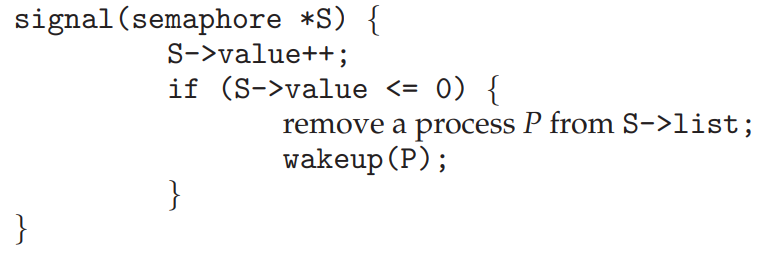 signal(semaphore *S) {
S->value++;
if (S->value <= 0) {
remove a process P from S->list;
wakeup(P);
}
}